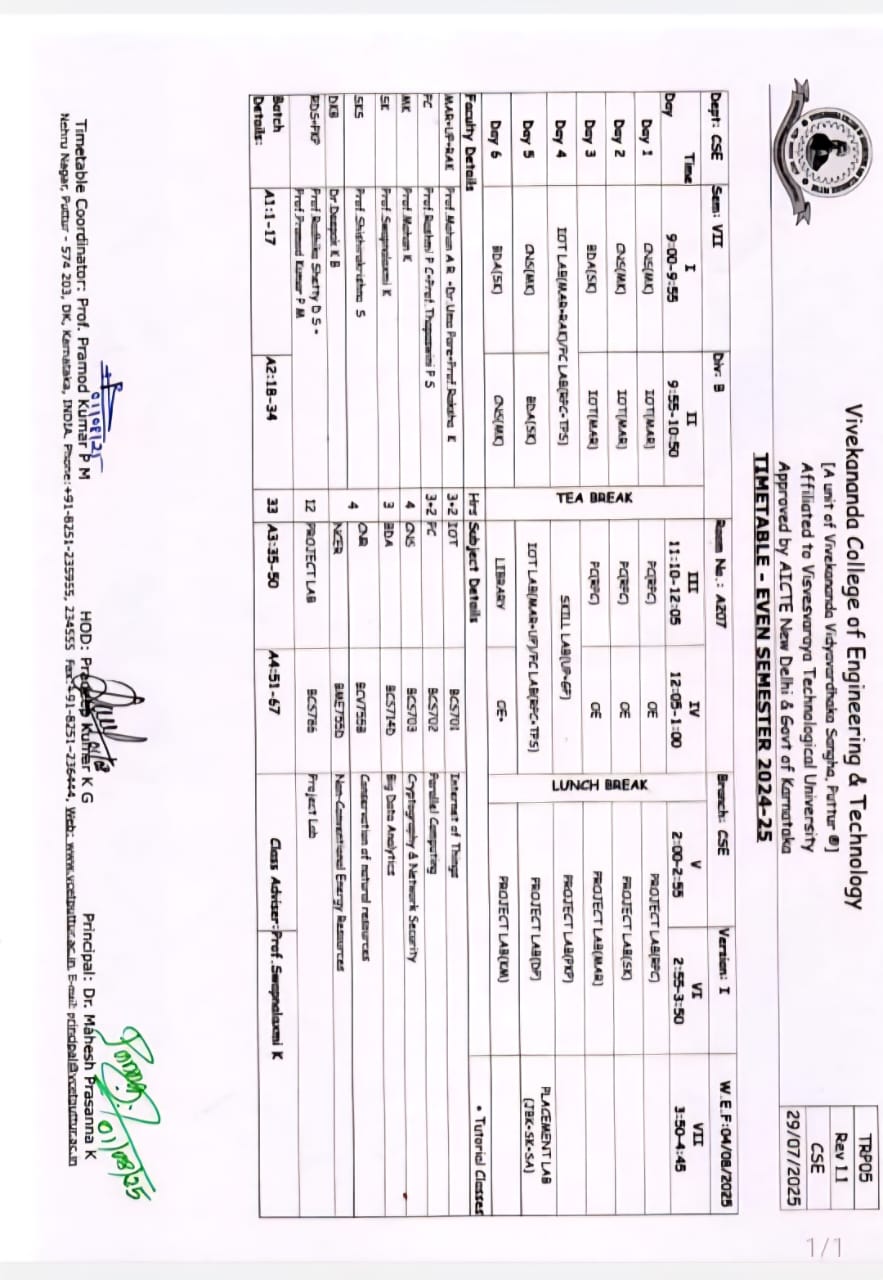 Vivekananda College of Engineering & Technology
[A unit of Vivekananda Vidyavardhaka Sangha, Puttur ®]
Affiliated to Visvesvaraya Technological University
Approved by AICTE New Delhi & Govt of Karnataka
TRP05
Rev 1.1
CSE
29/07/2025
1/1
TIMETABLE - EVEN SEMESTER 2024-25
Dept: CSE Sem: VII Div: B Room No.: A207 Branch: CSE Version: I W.E.F:04/08/2025
Time I II III IV V VI VII
Day 9:00-9:55 9:55-10:50 11:10-12:05 12:05-1:00 2:00-2:55 2:55-3:50 3:50-4:45
TEA BREAK
LUNCH BREAK
Day 1 CNS(MK) IOT(MAR) PC(RPC) OE PROJECT LAB(RPC)
Day 2 CNS(MK) IOT(MAR) PC(RPC) OE PROJECT LAB(SK)
Day 3 BDA(SK) IOT(MAR) PC(RPC) OE PROJECT LAB(MAR)
Day 4 IOT LAB(MAR+RAK)/PC LAB(RPC+TPS) SKILL LAB(UP+GP) PROJECT LAB(PKP)
Day 5 CNS(MK) BDA(SK) IOT LAB(MAR+UP)/PC LAB(RPC+TPS) PROJECT LAB(DP) PLACEMENT LAB
(JBK+SK+SA)
Day 6 BDA(SK) CNS(MK) LIBRARY OE* PROJECT LAB(KM)
Faculty Details Hrs Subject Details * Tutorial Classes
MAR+UP+RAK Prof.Mohan A R +Dr.Uma Pare+Prof.Raksha K 3+2 IOT BCS701 Internet of Things
PC Prof.Rashmi P C+Prof. Thapaswini P S 3+2 PC BCS702 Parallel Computing
MK Prof.Mohan K 4 CNS BCS703 Cryptography & Network Security
SK Prof.Swapnalaxmi K 3 BDA BCS714D Big Data Analytics
SKS Prof.Shishirakrishna S 4 CNR BCV755B Conservation of natural resources
DKB Dr.Deepak K B NCER BME755D Non-Conventional Energy Resources
RDS+PKP Prof.Radhika Shetty D S +
Prof.Pramod Kumar P M 12 PROJECT LAB BCS786 Project Lab
Batch
Details: A1:1-17 A2:18-34 33 A3:35-50 A4:51-67 Class Adviser: Prof.Swapnalaxmi K
01/08/25
01/08/25
Timetable Coordinator: Prof. Pramod Kumar P M HOD: Pradeep Kumar K G Principal: Dr. Mahesh Prasanna K
Nehru Nagar, Puttur - 574 203, DK, Karnataka, INDIA. Phone:+91-8251-235955, 234555 Fax:+91-8251-236444, Web: www.vcetputtur.ac.in, E-mail: principal@vcetputtur.ac.in